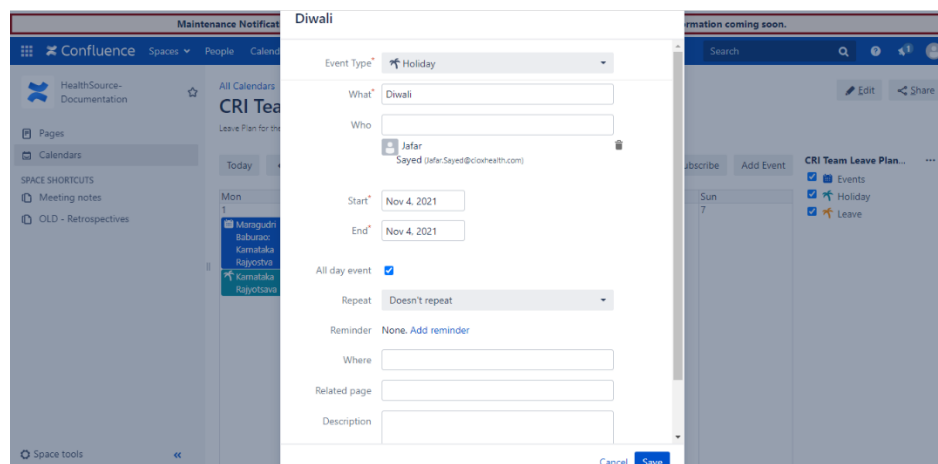 Maintenance Notificat
rmation coming soon.
Confluence Spaces People Calend
Search
HealthSource-
Documentation
Pages
Calendars
SPACE SHORTCUTS
Meeting notes
OLD - Retrospectives
Space tools
All Calendars
CRI Tea
Leave Plan for the
Edit Share
Today
ubscribe Add Event
Mon
1
Maragudri
Baburao:
Karnataka
Rajyostva
Karnataka
Rajyotsava
Sun
7
CRI Team Leave Plan...
Events
Holiday
Leave
Diwali
Event Type* Holiday
What* Diwali
Who
Jafar
Sayed (Jafar.Sayed@cloxhealth.com)
Start* Nov 4, 2021
End* Nov 4, 2021
All day event
Repeat Doesn't repeat
Reminder None. Add reminder
Where
Related page
Description
Cancel Save